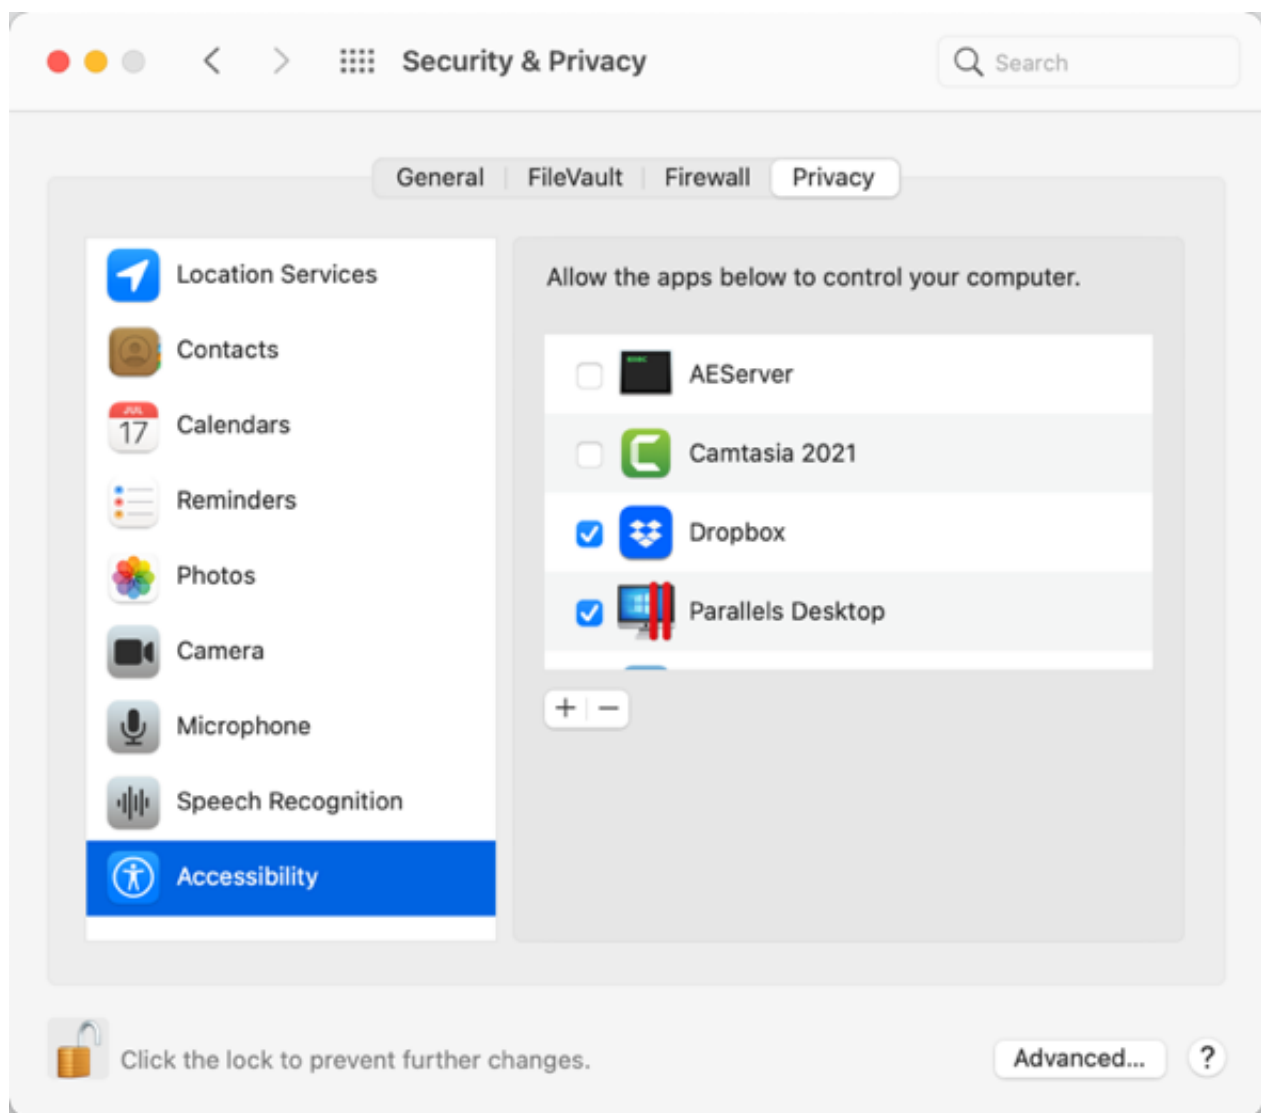 Security & Privacy
Search
General
FileVault
Firewall
Privacy
Location Services
Contacts
JUL
17
Calendars
Reminders
Photos
Camera
Microphone
Speech Recognition
Accessibility
Allow the apps below to control your computer.
AEServer
Camtasia 2021
Dropbox
Parallels Desktop
+ −
Click the lock to prevent further changes.
Advanced...
?